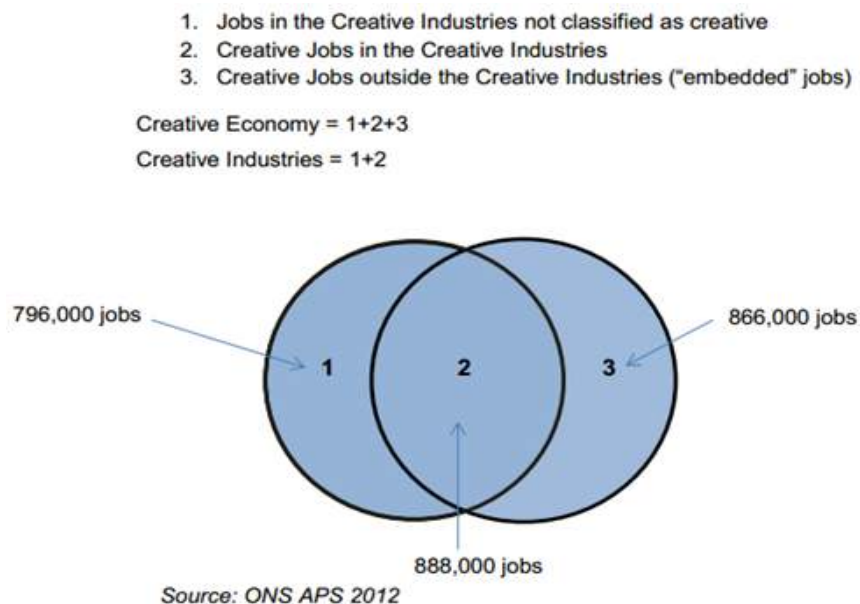 1. Jobs in the Creative Industries not classified as creative
2. Creative Jobs in the Creative Industries
3. Creative Jobs outside the Creative Industries (“embedded” jobs)
Creative Economy = 1+2+3
Creative Industries = 1+2
796,000 jobs
866,000 jobs
1
2
3
888,000 jobs
Source: ONS APS 2012